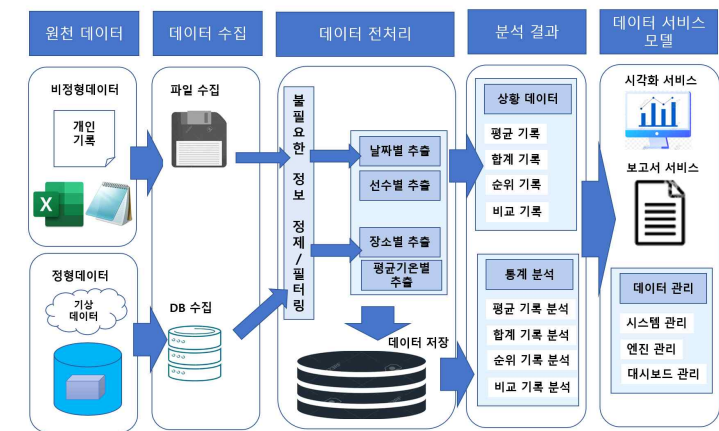 원천 데이터
데이터 수집
데이터 전처리
분석 결과
데이터 서비스
모델
비정형데이터
개인
기록
X
정형데이터
기상
데이터
파일 수집
DB 수집
불필요한 정보 정제/필터링
날짜별 추출
선수별 추출
장소별 추출
평균기온별
추출
데이터 저장
상황 데이터
평균 기록
합계 기록
순위 기록
비교 기록
통계 분석
평균 기록 분석
합계 기록 분석
순위 기록 분석
비교 기록 분석
시각화 서비스
보고서 서비스
데이터 관리
시스템 관리
엔진 관리
대시보드 관리